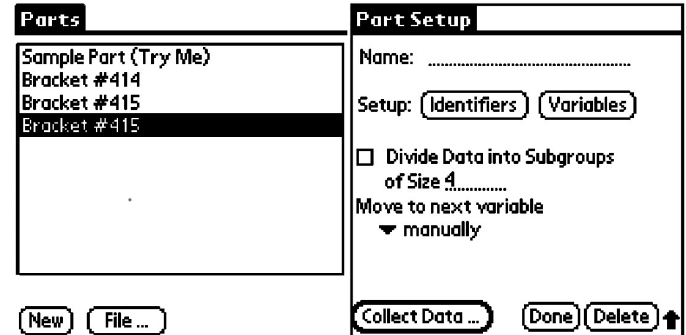 Parts
Sample Part (Try Me)
Bracket #414
Bracket #415
Bracket #415
New File ...
Part Setup
Name:
Setup: Identifiers Variables
Divide Data into Subgroups
of Size 4
Move to next variable
manually
Collect Data ... Done Delete